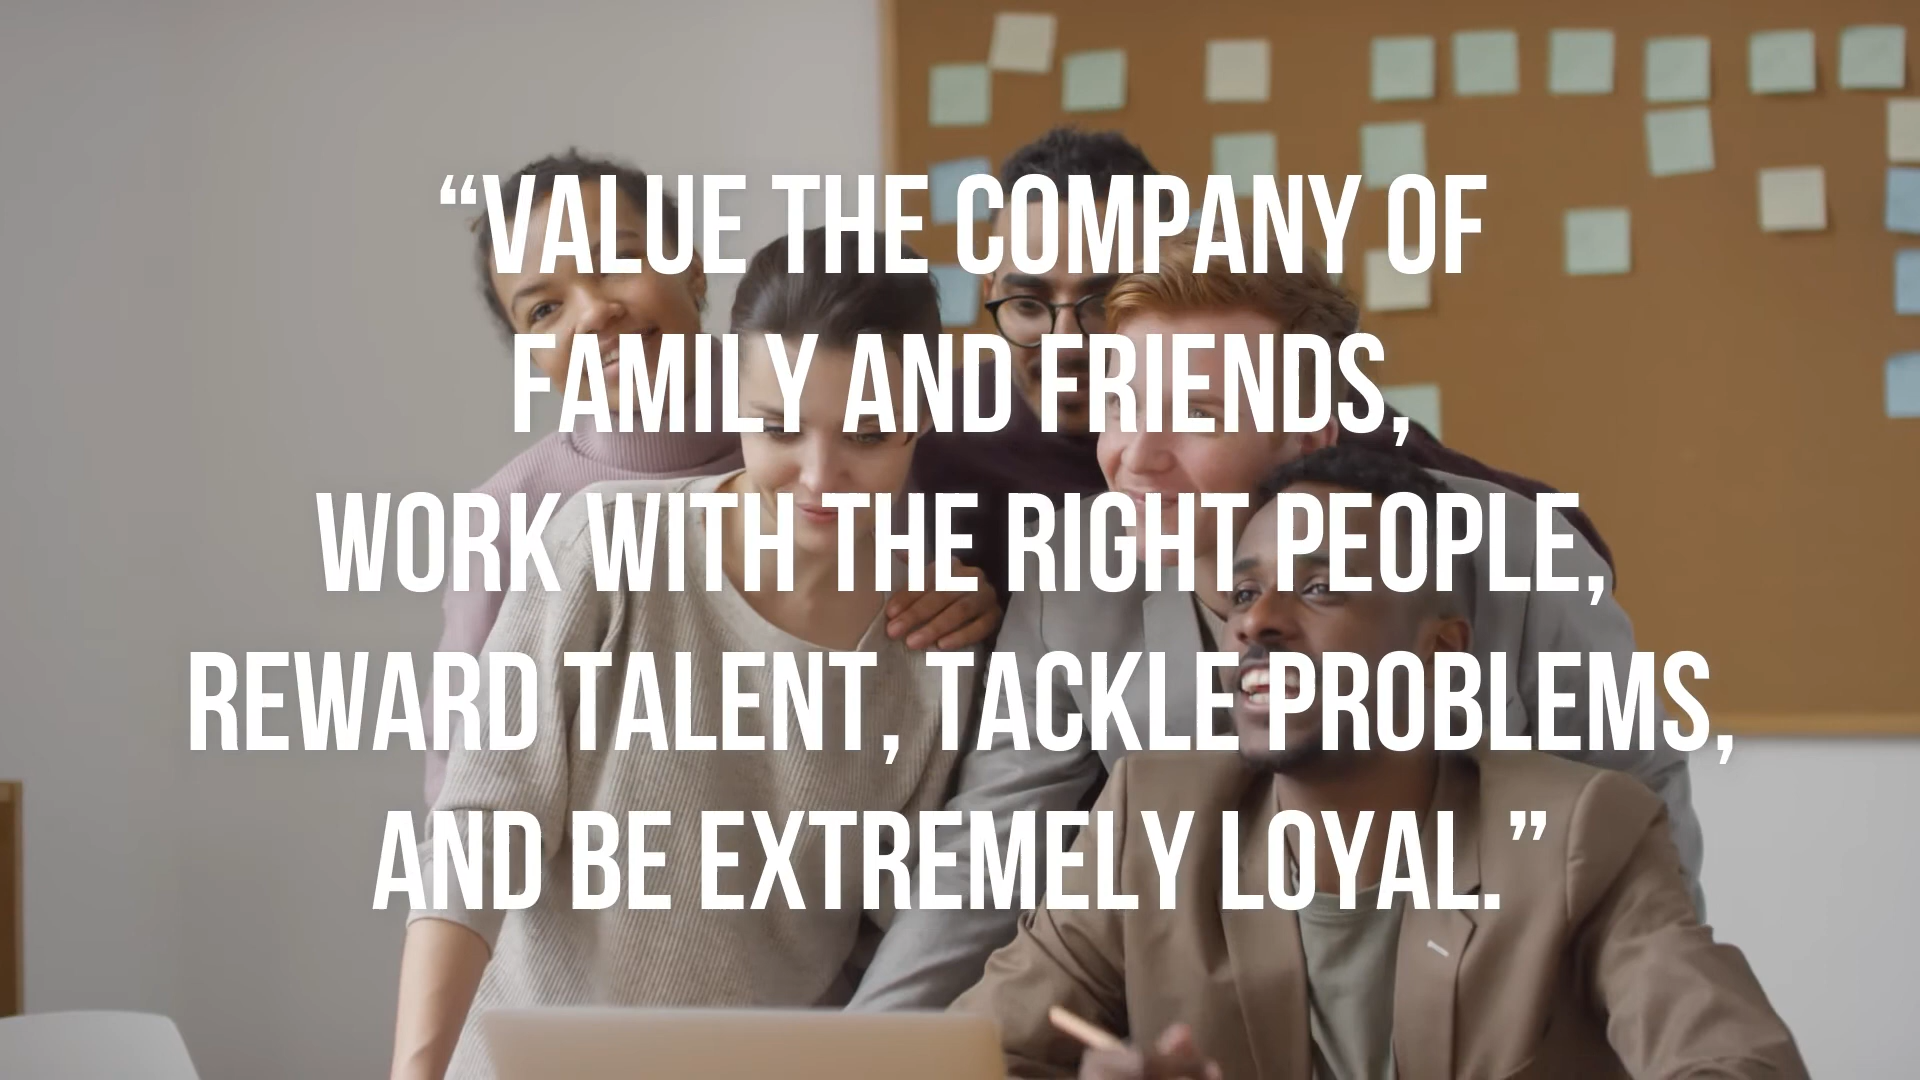 “VALUE THE COMPANY OF
FAMILY AND FRIENDS,
WORK WITH THE RIGHT PEOPLE,
REWARD TALENT, TACKLE PROBLEMS,
AND BE EXTREMELY LOYAL.”